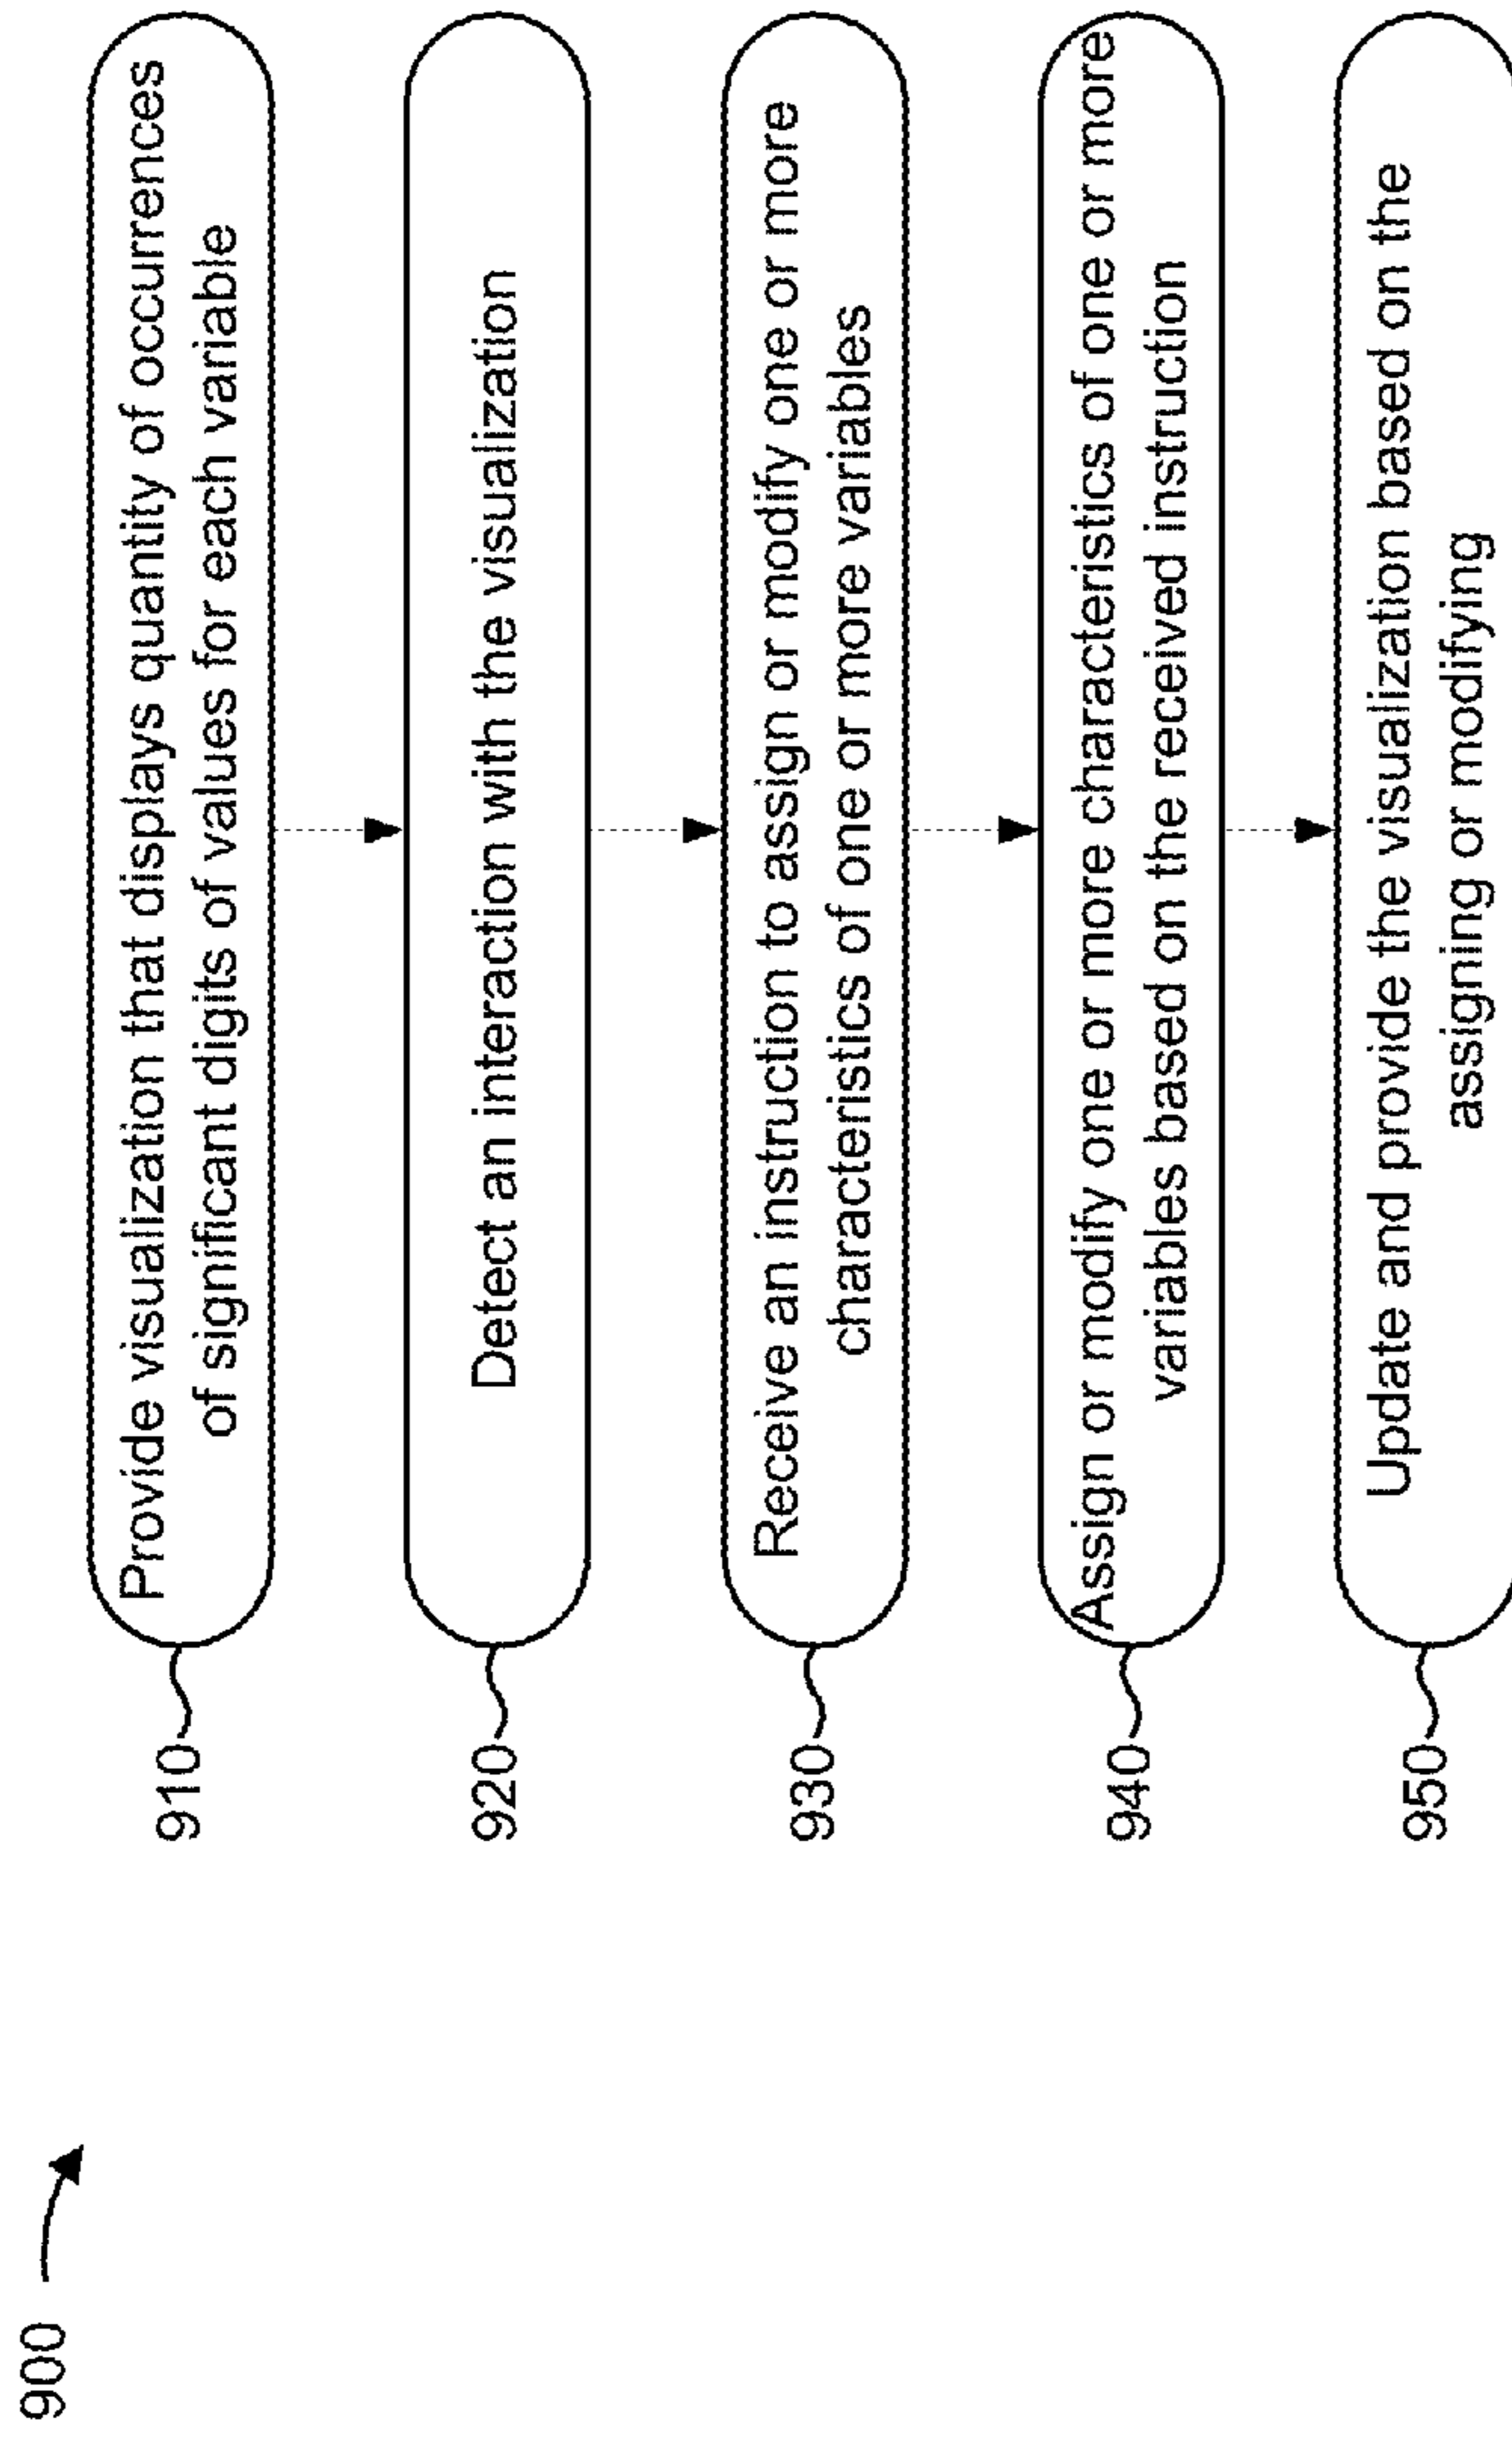 900
910
Provide visualization that displays quantity of occurrences
of significant digits of values for each variable
920
Detect an interaction with the visualization
930
Receive an instruction to assign or modify one or more
characteristics of one or more variables
940
Assign or modify one or more characteristics of one or more
variables based on the received instruction
950
Update and provide the visualization based on the
assigning or modifying